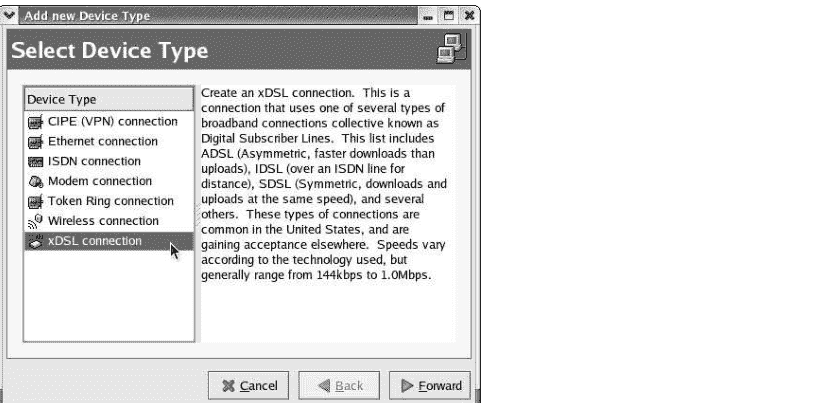 Add new Device Type
Select Device Type
Device Type
CIPE (VPN) connection
Ethernet connection
ISDN connection
Modem connection
Token Ring connection
Wireless connection
xDSL connection
Create an xDSL connection.  This is a
connection that uses one of several types of
broadband connections collective known as
Digital Subscriber Lines.  This list includes
ADSL (Asymmetric, faster downloads than
uploads), IDSL (over an ISDN line for
distance), SDSL (Symmetric, downloads and
uploads at the same speed), and several
others.  These types of connections are
common in the United States, and are
gaining acceptance elsewhere.  Speeds vary
according to the technology used, but
generally range from 144kbps to 1.0Mbps.
Cancel
Back
Forward